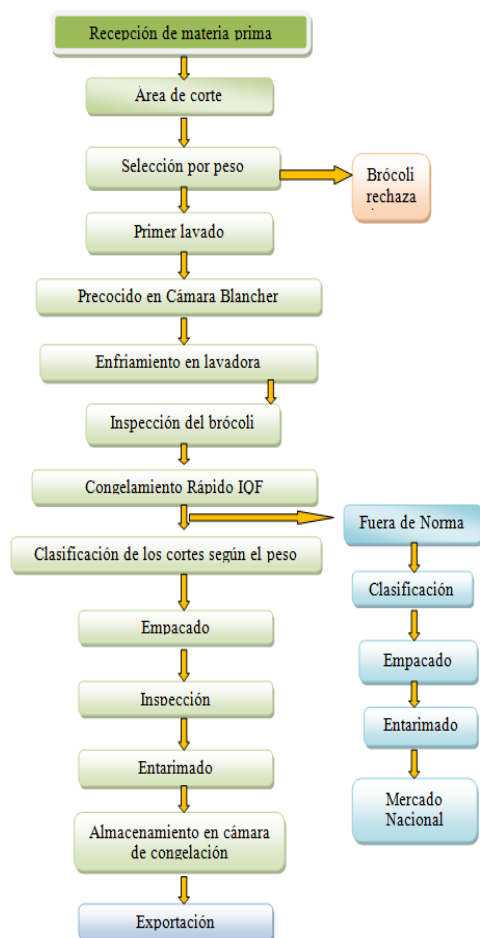 Recepción de materia prima
Área de corte
Selección por peso
Brócoli
rechaza
Primer lavado
Precocido en Cámara Blancher
Enfriamiento en lavadora
Inspección del brócoli
Congelamiento Rápido IQF
Fuera de Norma
Clasificación de los cortes según el peso
Clasificación
Empacado
Empacado
Inspección
Entarimado
Entarimado
Mercado
Nacional
Almacenamiento en cámara
de congelación
Exportación